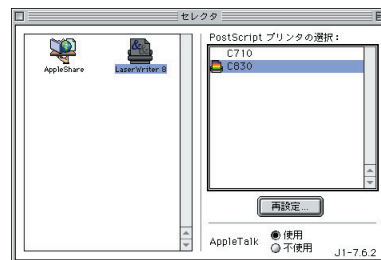 セレクタ
AppleShare
LaserWriter 8
PostScript プリンタの選択：
C710
C830
再設定...
AppleTalk
使用
不使用
J1-7.6.2